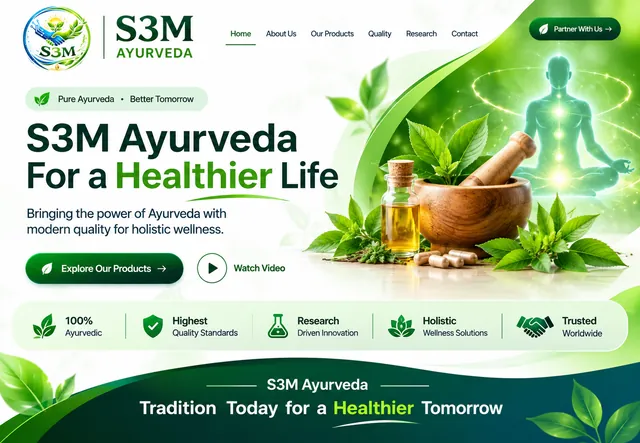 S3M
S3M
AYURVEDA
Home About Us Our Products Quality Research Contact
Partner With Us →
Pure Ayurveda • Better Tomorrow
S3M Ayurveda
For a Healthier Life
Bringing the power of Ayurveda with
modern quality for holistic wellness.
Explore Our Products →
Watch Video
100%
Ayurvedic
Highest
Quality Standards
Research
Driven Innovation
Holistic
Wellness Solutions
Trusted
Worldwide
S3M Ayurveda
Tradition Today for a Healthier Tomorrow